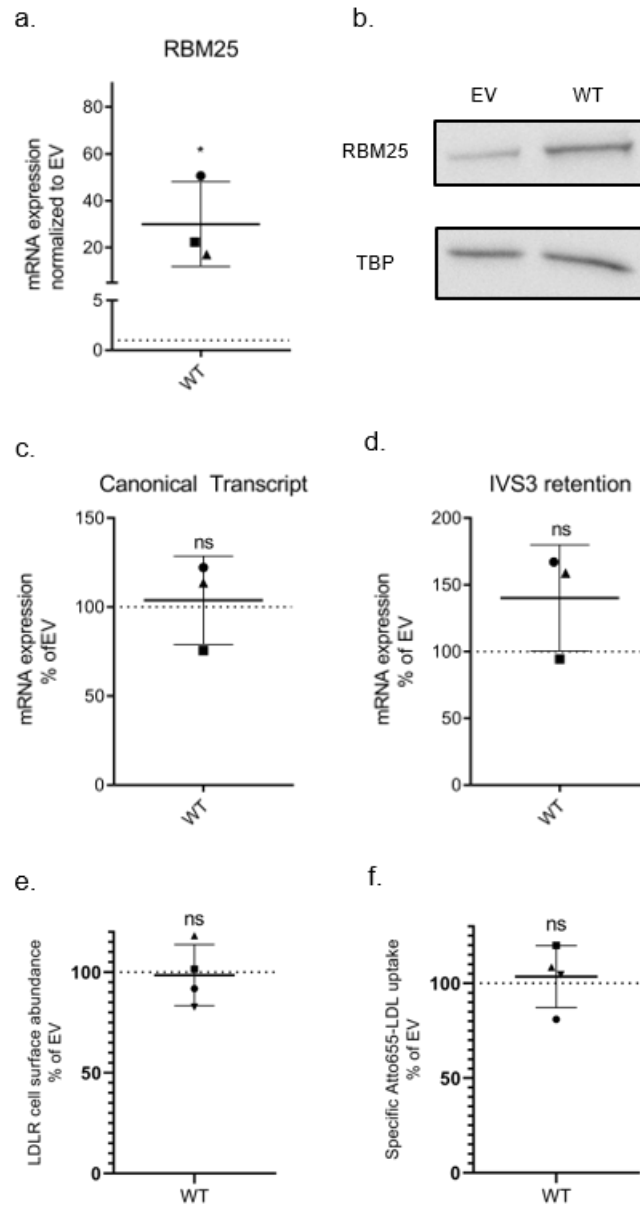 a.
RBM25
mRNA expression
normalized to EV
80
60
40
20
5
0
*
WT
b.
EV WT
RBM25
TBP
c.
Canonical Transcript
mRNA expression
% ofEV
150
100
50
0
ns
WT
d.
IVS3 retention
mRNA expression
% of EV
200
150
100
50
0
ns
WT
e.
LDLR cell surface abundance
% of EV
100
50
0
ns
WT
f.
Specific Atto655-LDL uptake
% of EV
100
50
0
ns
WT